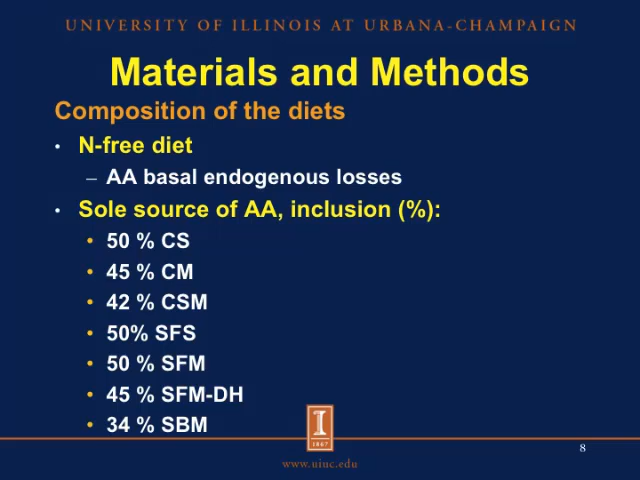 UNIVERSITY OF ILLINOIS AT URBANA-CHAMPAIGN
Materials and Methods
Composition of the diets
• N-free diet
– AA basal endogenous losses
• Sole source of AA, inclusion (%):
• 50 % CS
• 45 % CM
• 42 % CSM
• 50% SFS
• 50 % SFM
• 45 % SFM-DH
• 34 % SBM
I
1867
8
www.uiuc.edu